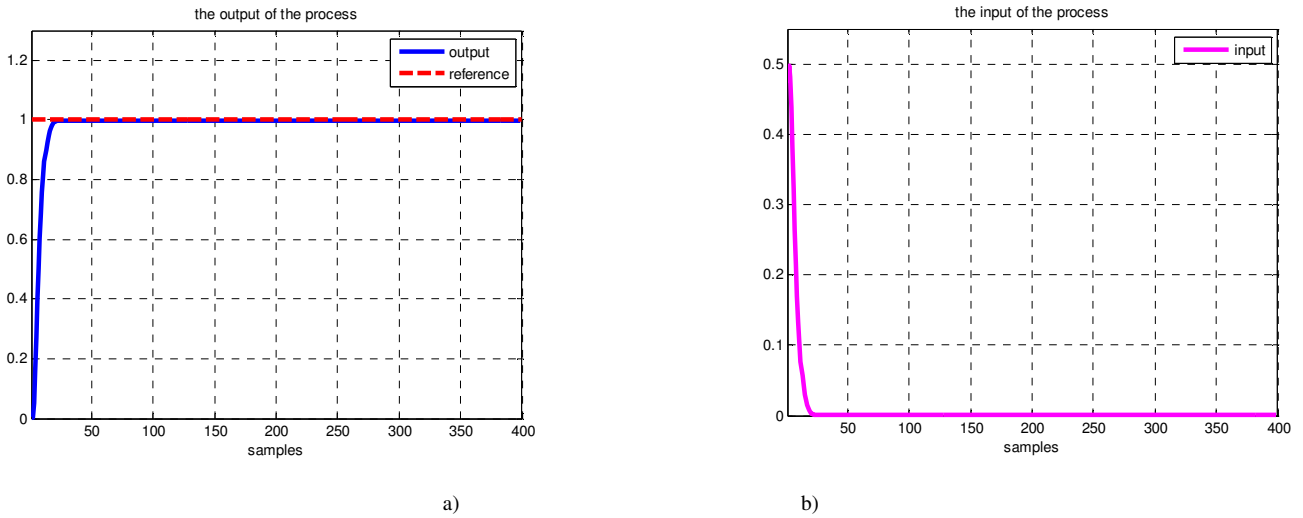 the output of the process
output
reference
1.2
1
0.8
0.6
0.4
0.2
0
50 100 150 200 250 300 350 400
samples
a)
the input of the process
input
0.5
0.4
0.3
0.2
0.1
0
50 100 150 200 250 300 350 400
samples
b)